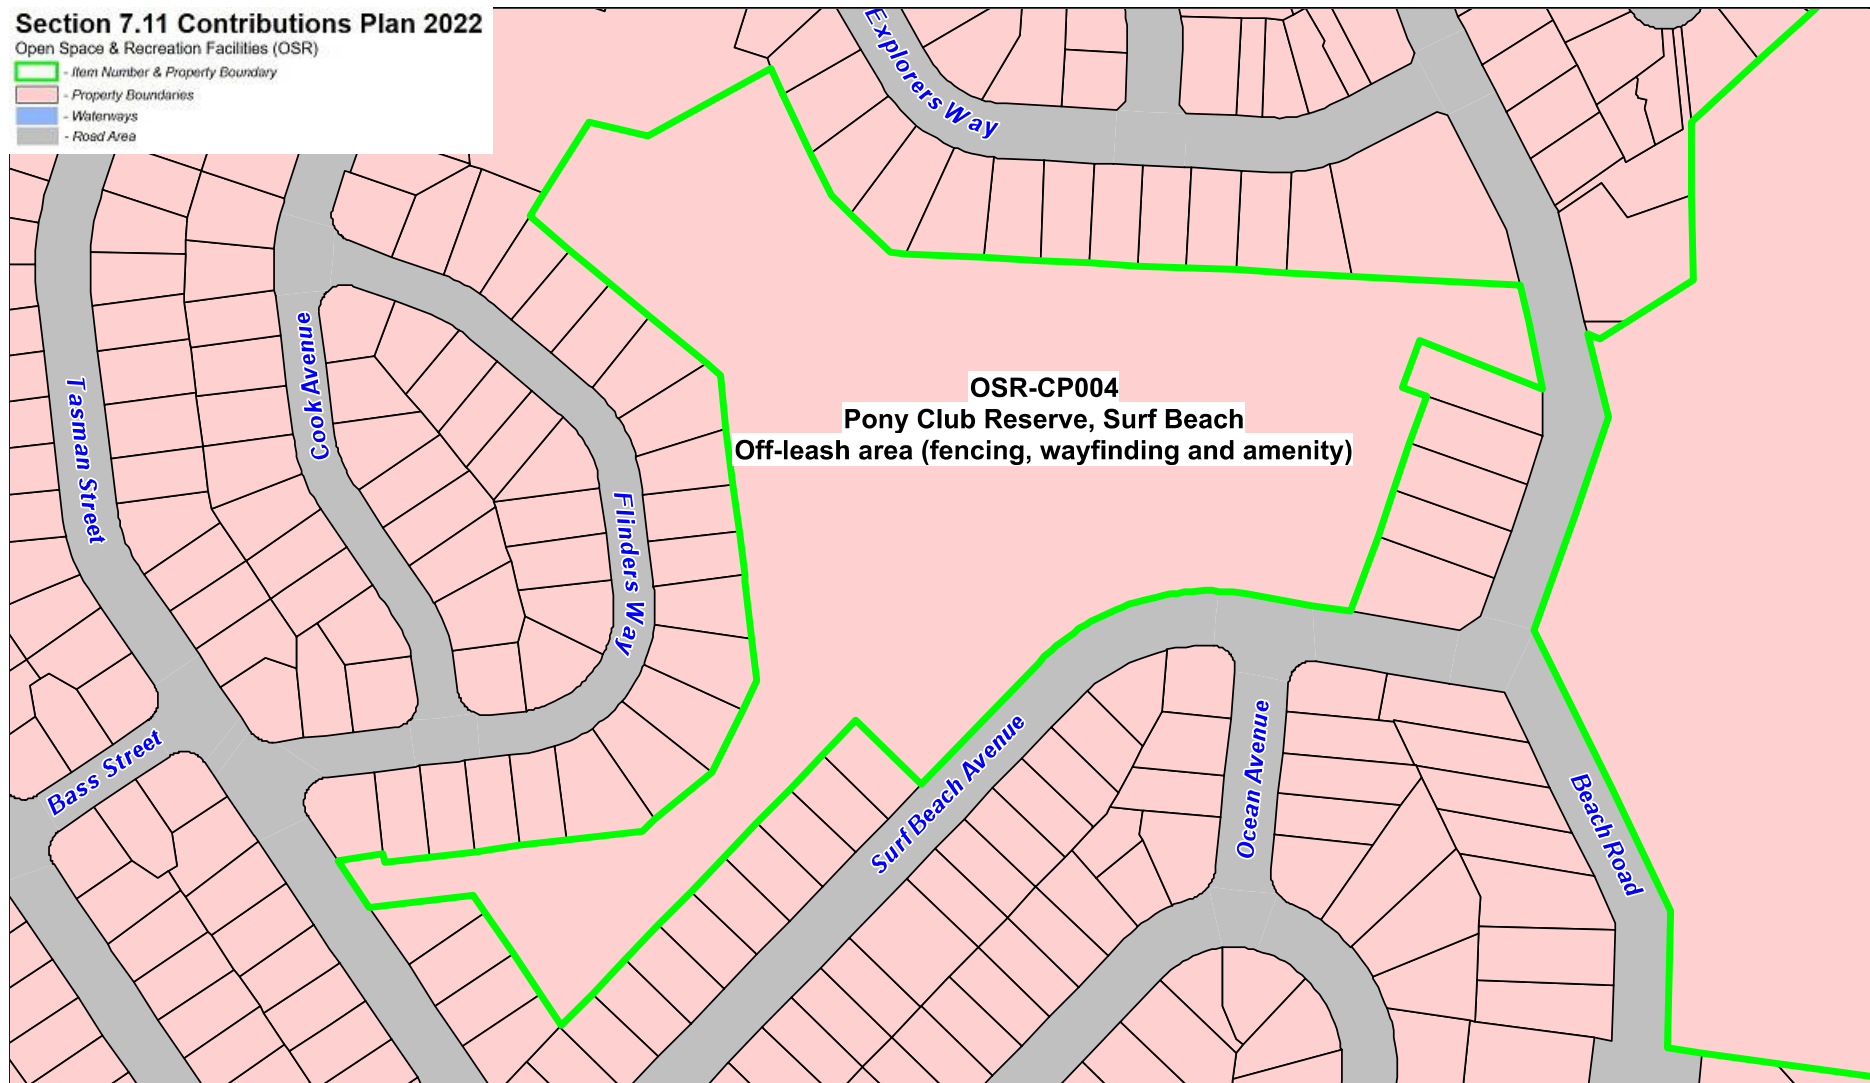 Section 7.11 Contributions Plan 2022
Open Space & Recreation Facilities (OSR)
- Item Number & Property Boundary
- Property Boundaries
- Waterways
- Road Area
Explorers Way
Cook Avenue
Tasman Street
OSR-CP004
Pony Club Reserve, Surf Beach
Off-leash area (fencing, wayfinding and amenity)
Flinders Way
Bass Street
Surf Beach Avenue
Ocean Avenue
Beach Road